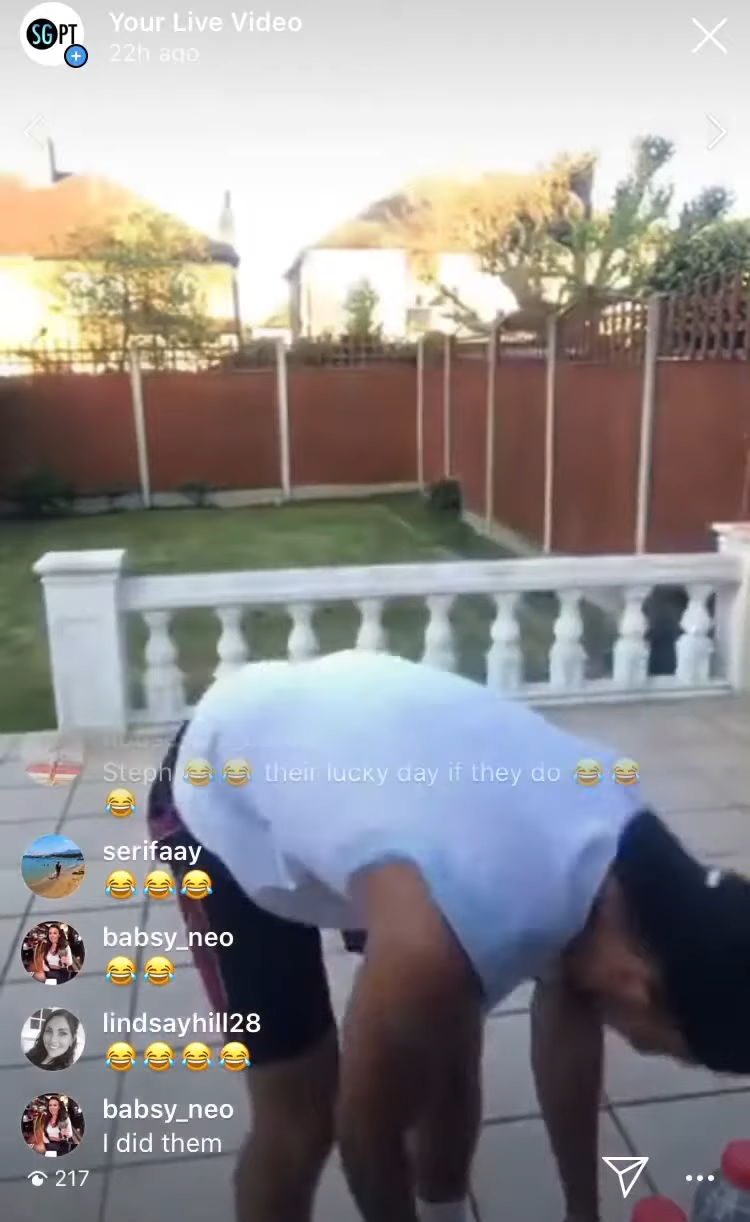 SGPT
Your Live Video
22h ago
Steph 😂 😂 their lucky day if they do 😂 😂
😂
serifaay
😂 😂 😂
babsy_neo
😂 😂
lindsayhill28
😂 😂 😂 😂
babsy_neo
I did them
217